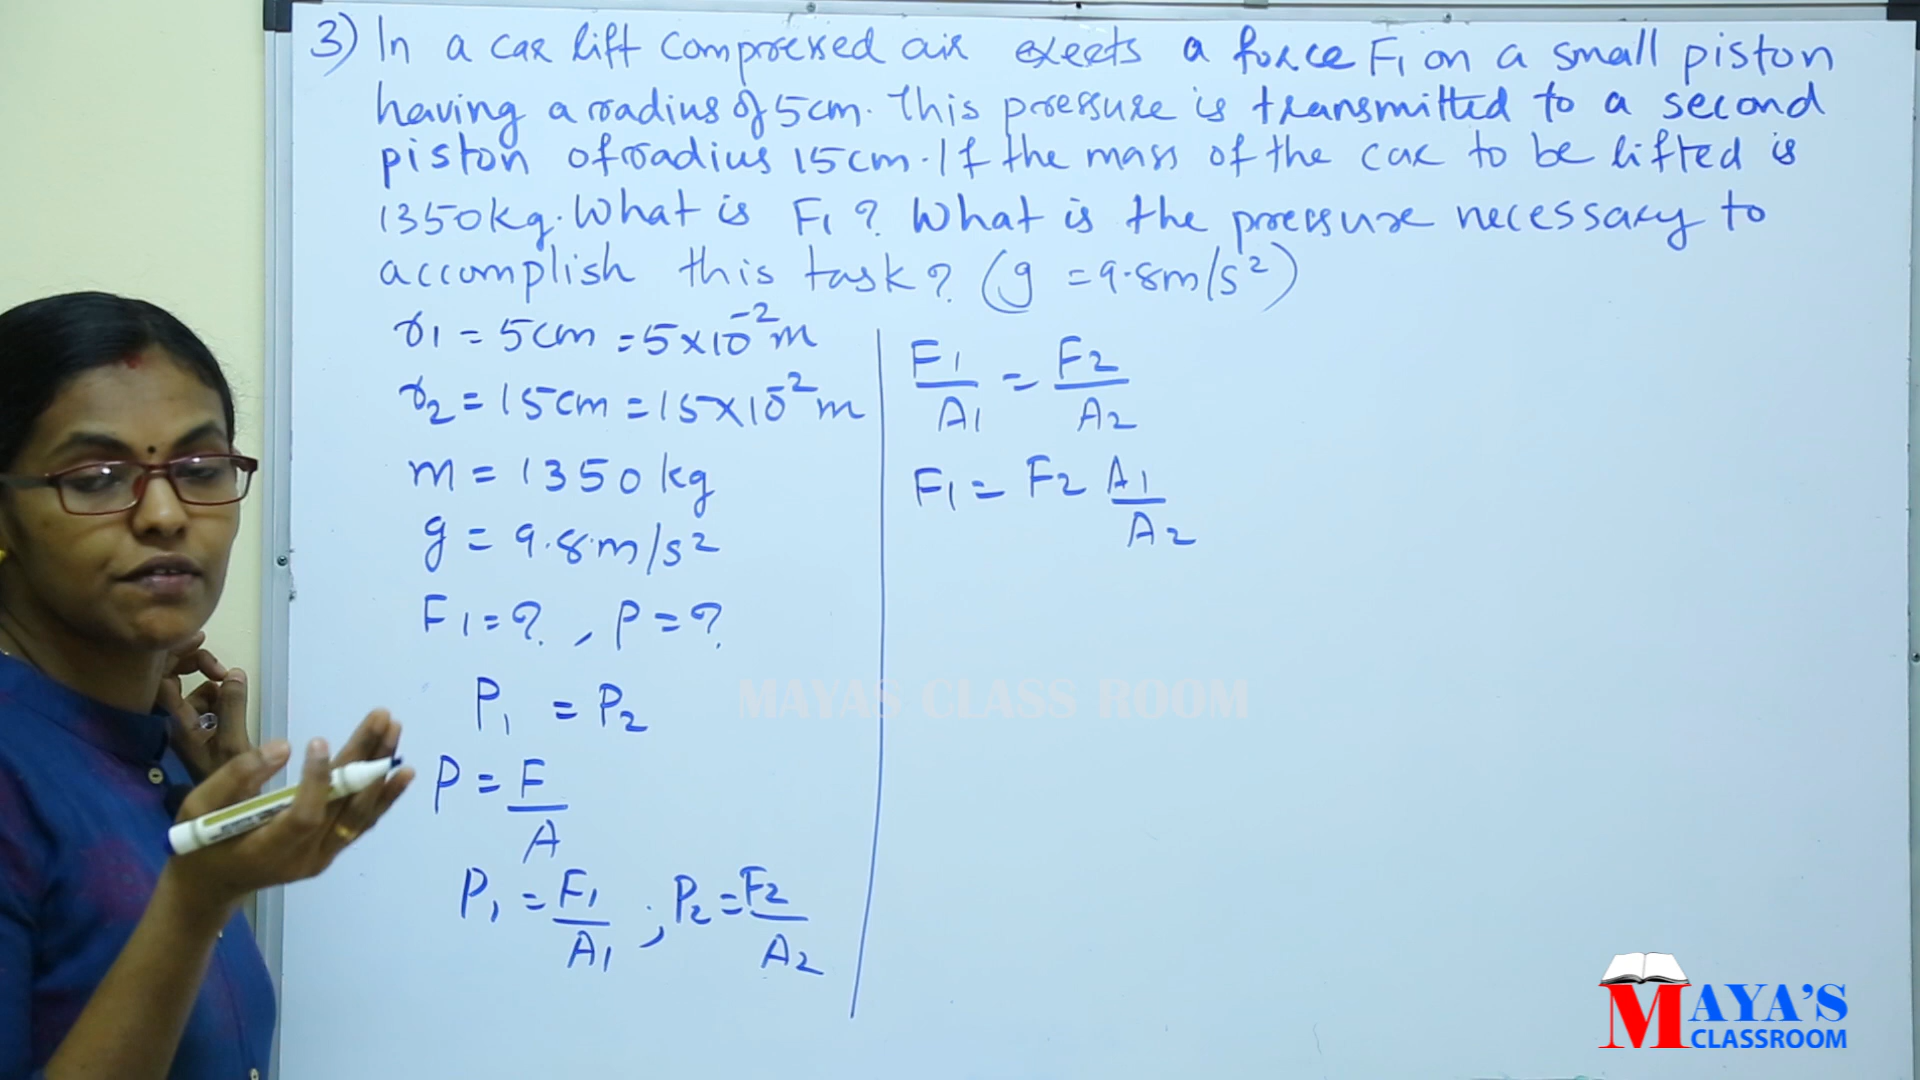 3) In a car lift compressed air exerts a force F₁ on a small piston
having a radius of 5cm. This pressure is transmitted to a second
piston of radius 15cm. If the mass of the car to be lifted is
1350kg. What is F₁? What is the pressure necessary to
accomplish this task? (g = 9.8m/s²)
r₁ = 5cm = 5×10⁻²m
r₂ = 15cm = 15×10⁻²m
m = 1350 kg
g = 9.8m/s²
F₁ = ?, P = ?
P₁ = P₂
P = F/A
P₁ = F₁/A₁ ; P₂ = F₂/A₂
F₁/A₁ = F₂/A₂
F₁ = F₂ A₁/A₂
MAYAS CLASS ROOM
MAYA'S
CLASSROOM